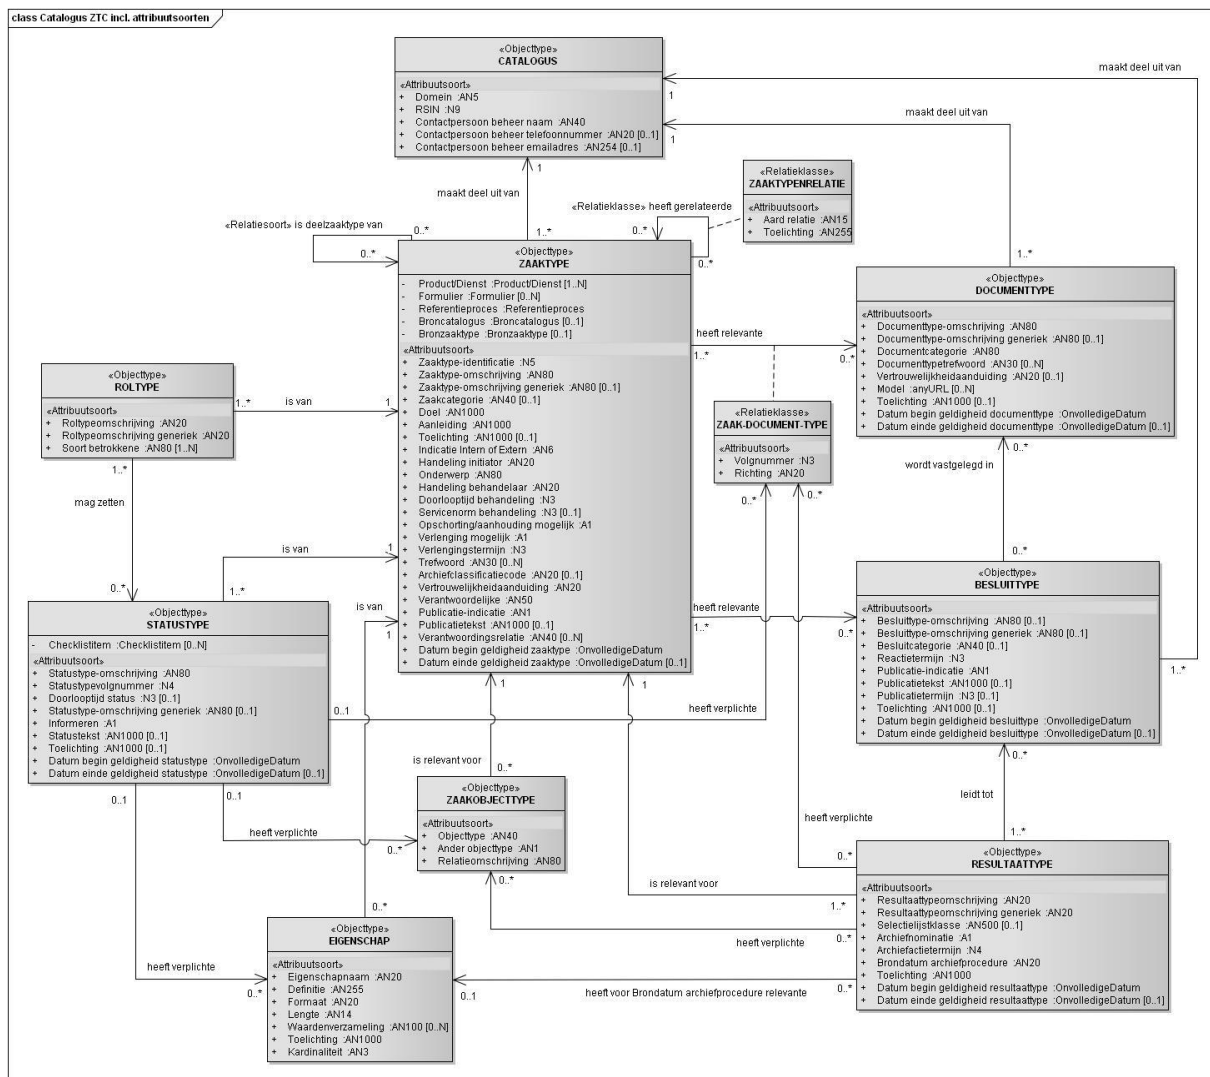 class Catalogus ZTC incl. attribuutsoorten
«Objecttype»
CATALOGUS
«Attribuutsoort»
+ Domein :AN5
+ RSIN :N9
+ Contactpersoon beheer naam :AN40
+ Contactpersoon beheer telefoonnummer :AN20 [0..1]
+ Contactpersoon beheer emailadres :AN254 [0..1]
maakt deel uit van
1
maakt deel uit van
1
1
maakt deel uit van
«Relatieklasse»
ZAAKTYPENRELATIE
«Attribuutsoort»
+ Aard relatie :AN15
+ Toelichting :AN255
«Relatieklasse» heeft gerelateerde
0..*
0..*
«Relatiesoort» is deelzaaktype van
0..*
0..*
1..*
«Objecttype»
ZAAKTYPE
- Product/Dienst :Product/Dienst [1..N]
- Formulier :Formulier [0..N]
- Referentieproces :Referentieproces
- Broncatalogus :Broncatalogus [0..1]
- Bronzaaktype :Bronzaaktype [0..1]
«Attribuutsoort»
+ Zaaktype-identificatie :N5
+ Zaaktype-omschrijving :AN80
+ Zaaktype-omschrijving generiek :AN80 [0..1]
+ Zaakcategorie :AN40 [0..1]
+ Doel :AN1000
+ Aanleiding :AN1000
+ Toelichting :AN1000 [0..1]
+ Indicatie Intern of Extern :AN6
+ Handeling initiator :AN20
+ Onderwerp :AN80
+ Handeling behandelaar :AN20
+ Doorlooptijd behandeling :N3
+ Servicenorm behandeling :N3 [0..1]
+ Opschorting/aanhouding mogelijk :A1
+ Verlenging mogelijk :A1
+ Verlengingstermijn :N3
+ Trefwoord :AN30 [0..N]
+ Archiefclassificatiecode :AN20 [0..1]
+ Vertrouwelijkheidaanduiding :AN20
+ Verantwoordelijke :AN50
+ Publicatie-indicatie :AN1
+ Publicatietekst :AN1000 [0..1]
+ Verantwoordingsrelatie :AN40 [0..N]
+ Datum begin geldigheid zaaktype :OnvolledigeDatum
+ Datum einde geldigheid zaaktype :OnvolledigeDatum [0..1]
1..*
«Objecttype»
DOCUMENTTYPE
«Attribuutsoort»
+ Documenttype-omschrijving :AN80
+ Documenttype-omschrijving generiek :AN80 [0..1]
+ Documentcategorie :AN80
+ Documenttypetrefwoord :AN30 [0..N]
+ Vertrouwelijkheidaanduiding :AN20 [0..1]
+ Model :anyURL [0..N]
+ Toelichting :AN1000 [0..1]
+ Datum begin geldigheid documenttype :OnvolledigeDatum
+ Datum einde geldigheid documenttype :OnvolledigeDatum [0..1]
heeft relevante
1..*
0..*
«Objecttype»
ROLTYPE
«Attribuutsoort»
+ Roltypeomschrijving :AN20
+ Roltypeomschrijving generiek :AN20
+ Soort betrokkene :AN80 [1..N]
1..*
is van
1
1..*
mag zetten
0..*
«Relatieklasse»
ZAAK-DOCUMENT-TYPE
«Attribuutsoort»
+ Volgnummer :N3
+ Richting :AN20
0..*
0..*
0..*
wordt vastgelegd in
0..*
is van
1
1..*
«Objecttype»
STATUSTYPE
- Checklistitem :Checklistitem [0..N]
«Attribuutsoort»
+ Statustype-omschrijving :AN80
+ Statustypevolgnummer :N4
+ Doorlooptijd status :N3 [0..1]
+ Statustype-omschrijving generiek :AN80 [0..1]
+ Informeren :A1
+ Statustekst :AN1000 [0..1]
+ Toelichting :AN1000 [0..1]
+ Datum begin geldigheid statustype :OnvolledigeDatum
+ Datum einde geldigheid statustype :OnvolledigeDatum [0..1]
is van
1
heeft relevante
1..*
0..*
«Objecttype»
BESLUITTYPE
«Attribuutsoort»
+ Besluittype-omschrijving :AN80 [0..1]
+ Besluittype-omschrijving generiek :AN80 [0..1]
+ Besluitcategorie :AN40 [0..1]
+ Reactietermijn :N3
+ Publicatie-indicatie :AN1
+ Publicatietekst :AN1000 [0..1]
+ Publicatietermijn :N3 [0..1]
+ Toelichting :AN1000 [0..1]
+ Datum begin geldigheid besluittype :OnvolledigeDatum
+ Datum einde geldigheid besluittype :OnvolledigeDatum [0..1]
1..*
0..1
heeft verplichte
1
1
0..*
leidt tot
1..*
is relevant voor
0..*
0..1
0..1
heeft verplichte
0..*
«Objecttype»
ZAAKOBJECTTYPE
«Attribuutsoort»
+ Objecttype :AN40
+ Ander objecttype :AN1
+ Relatieomschrijving :AN80
0..*
heeft verplichte
0..*
is relevant voor
1..*
heeft verplichte
0..*
«Objecttype»
RESULTAATTYPE
«Attribuutsoort»
+ Resultaattypeomschrijving :AN20
+ Resultaattypeomschrijving generiek :AN20
+ Selectielijstklasse :AN500 [0..1]
+ Archiefnominatie :A1
+ Archiefactietermijn :N4
+ Brondatum archiefprocedure :AN20
+ Toelichting :AN1000
+ Datum begin geldigheid resultaattype :OnvolledigeDatum
+ Datum einde geldigheid resultaattype :OnvolledigeDatum [0..1]
0..*
«Objecttype»
EIGENSCHAP
«Attribuutsoort»
+ Eigenschapnaam :AN20
+ Definitie :AN255
+ Formaat :AN20
+ Lengte :AN14
+ Waardenverzameling :AN100 [0..N]
+ Toelichting :AN1000
+ Kardinaliteit :AN3
heeft verplichte
0..*
0..1
heeft voor Brondatum archiefprocedure relevante
0..*